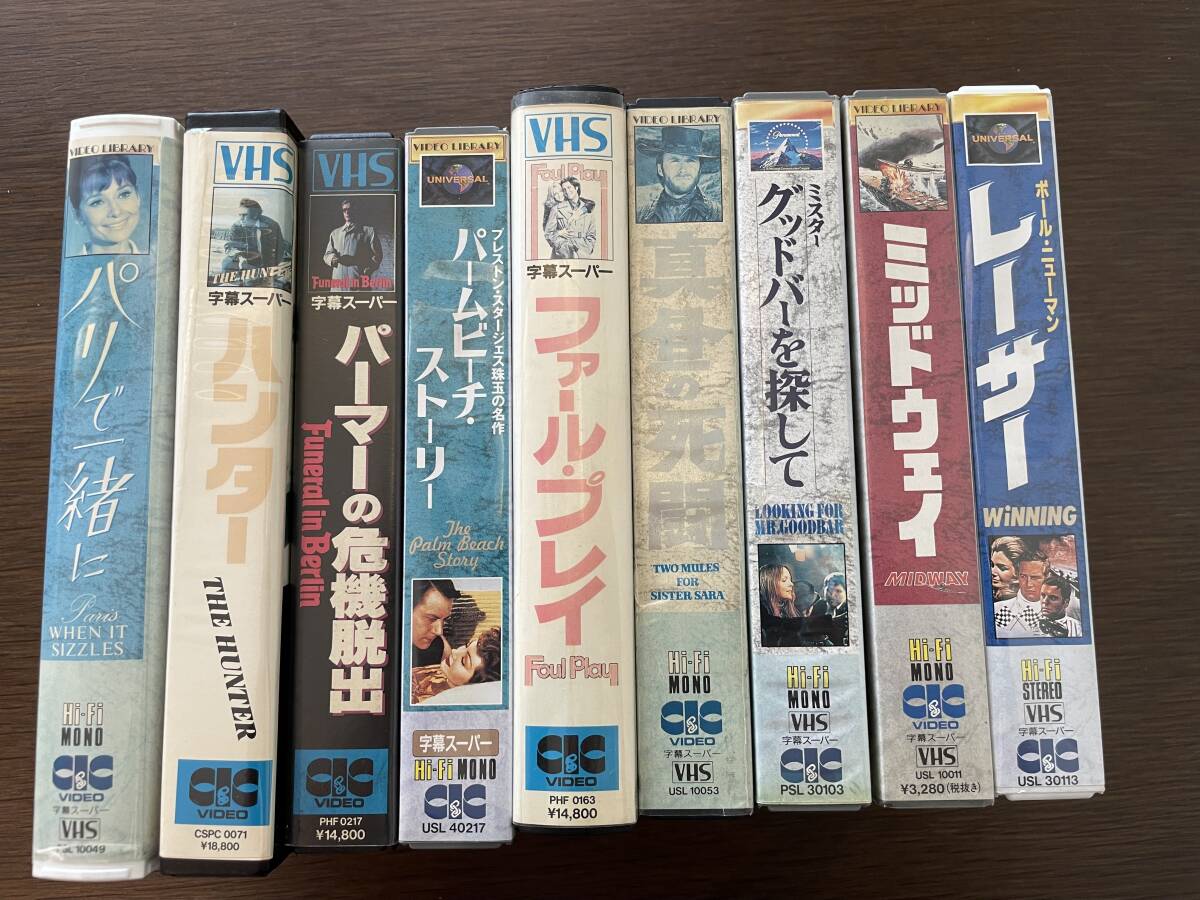 VIDEO LIBRARY
パリで一緒に
Paris
WHEN IT
SIZZLES
Hi-Fi
MONO
CIC
&
VIDEO
字幕スーパー
VHS
PSL 10049
VHS
THE HUNTER
字幕スーパー
ハンター
THE HUNTER
CIC
&
VIDEO
CSPC 0071
¥18,800
VHS
Funeral in Berlin
字幕スーパー
パーマーの危機脱出
Funeral in Berlin
CIC
&
VIDEO
PHF 0217
¥14,800
VIDEO LIBRARY
UNIVERSAL
プレストン・スタージェス珠玉の名作
パームビーチ・
ストーリー
The
Palm Beach
Story
字幕スーパー
Hi-Fi MONO
CIC
&
USL 40217
VHS
Foul Play
字幕スーパー
ファール・プレイ
Foul Play
CIC
&
VIDEO
PHF 0163
¥14,800
VIDEO LIBRARY
真昼の死闘
TWO MULES
FOR
SISTER SARA
Hi-Fi
MONO
CIC
&
VIDEO
字幕スーパー
VHS
USL 10053
Paramount
ミスター
グッドバーを探して
LOOKING FOR
MR. GOODBAR
Hi-Fi
MONO
VHS
字幕スーパー
CIC
&
PSL 30103
VIDEO LIBRARY
ミッドウェイ
MIDWAY
Hi-Fi
MONO
CIC
&
VIDEO
字幕スーパー
VHS
USL 10011
¥3,280(税抜き)
UNIVERSAL
ポール・ニューマン
レーサー
WINNING
Hi-Fi
STEREO
VHS
字幕スーパー
CIC
&
USL 30113